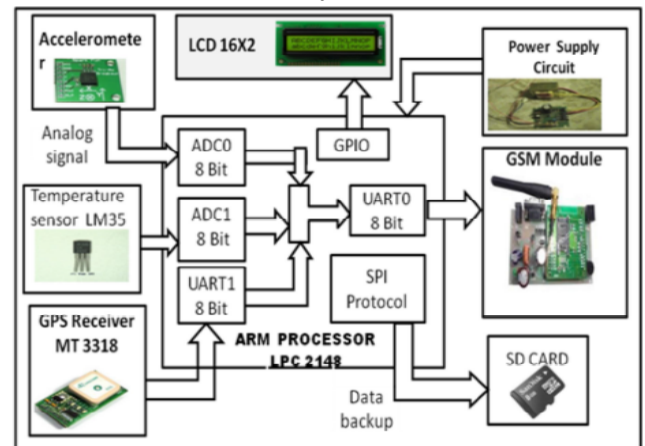 Acceleromete
r
LCD 16X2
Power Supply
Circuit
Analog
signal
ADC0
8 Bit
GPIO
GSM Module
Temperature
sensor LM35
ADC1
8 Bit
UART0
8 Bit
UART1
8 Bit
SPI
Protocol
GPS Receiver
MT 3318
ARM PROCESSOR
LPC 2148
Data
backup
SD CARD